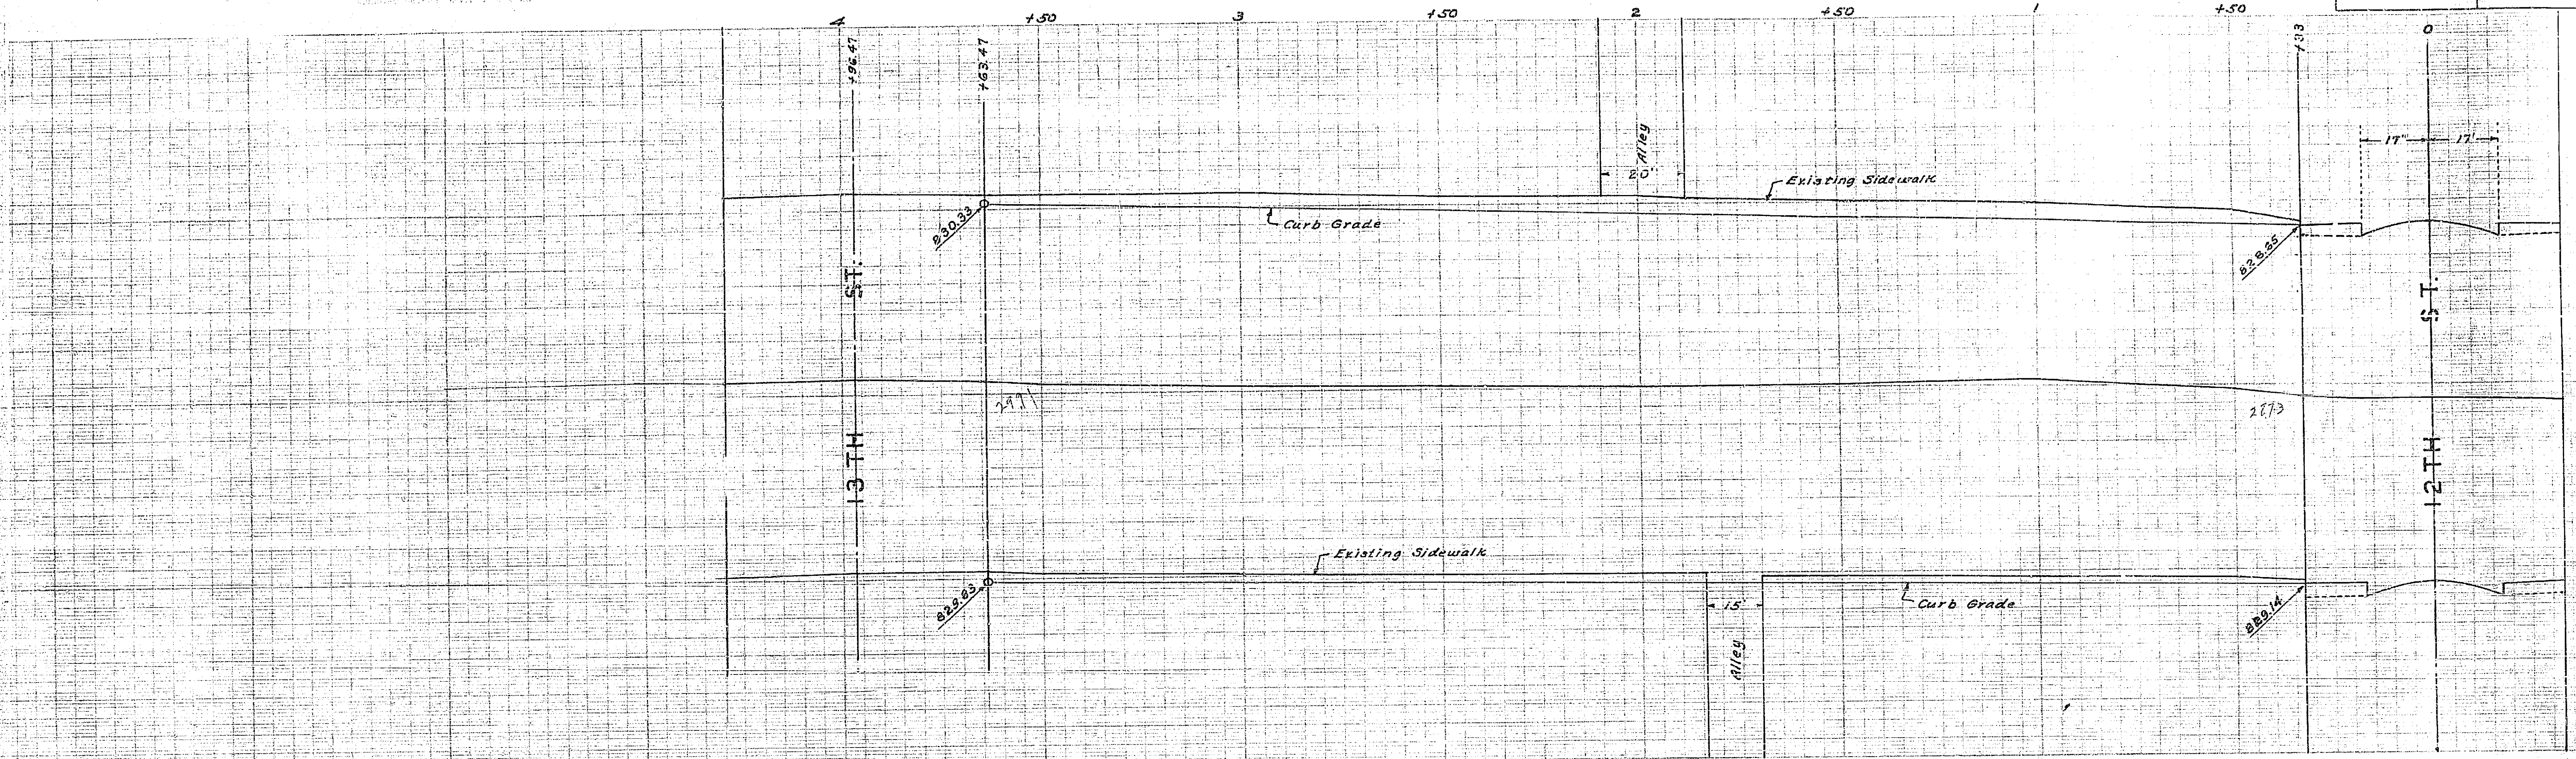 4 +50 3 +50 2 +50 1 +50 0
+96.47
+63.47
+33
20' Alley
17' 17'
Existing Sidewalk
Curb Grade
830.33
828.65
13TH ST.
12TH ST.
Existing Sidewalk
Curb Grade
829.83
829.14
15'
Alley